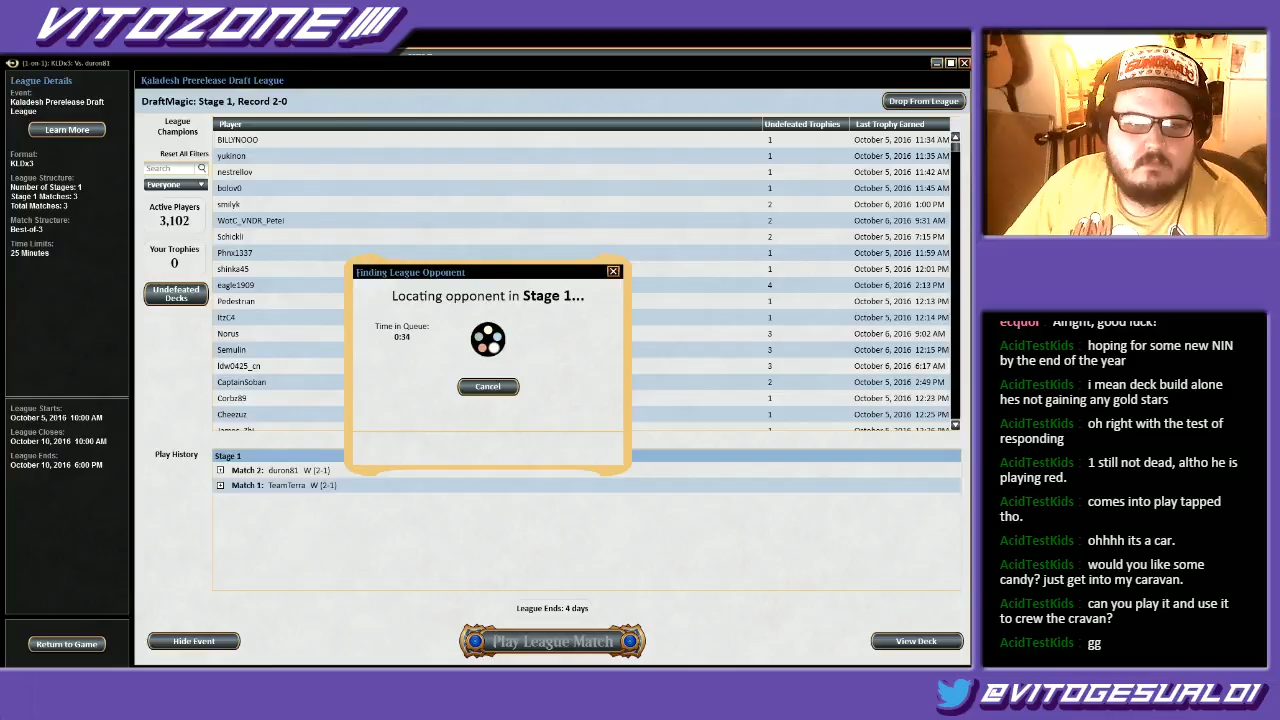 VITOZONE
(1-on-1): KLDx3: Vs. duron81
League Details
Event:
Kaladesh Prerelease Draft
League
Learn More
Format:
KLDx3
League Structure:
Number of Stages: 1
Stage 1 Matches: 3
Total Matches: 3
Match Structure:
Best-of-3
Time Limits:
25 Minutes
League Starts:
October 5, 2016 10:00 AM
League Closes:
October 10, 2016 10:00 AM
League Ends:
October 10, 2016 6:00 PM
Return to Game
Kaladesh Prerelease Draft League
DraftMagic: Stage 1, Record 2-0
Drop From League
League
Champions
Reset All Filters
Search
Everyone
Active Players
3,102
Your Trophies
0
Undefeated
Decks
Player Undefeated Trophies Last Trophy Earned
BILLYNOOO 1 October 5, 2016 11:34 AM
yukinon 1 October 5, 2016 11:35 AM
nestrellov 1 October 5, 2016 11:42 AM
bolov0 1 October 5, 2016 11:45 AM
smilyk 2 October 6, 2016 1:00 PM
WotC_VNDR_Petel 2 October 6, 2016 9:31 AM
Schickli 2 October 5, 2016 7:15 PM
Phnx1337 1 October 5, 2016 11:59 AM
shinka45 1 October 5, 2016 12:01 PM
eagle1909 4 October 6, 2016 2:13 PM
Pedestrian 1 October 5, 2016 12:13 PM
ItzC4 1 October 5, 2016 12:14 PM
Norus 3 October 6, 2016 9:02 AM
Semulin 3 October 6, 2016 12:15 PM
ldw0425_cn 3 October 6, 2016 6:17 AM
CaptainSoban 2 October 5, 2016 2:49 PM
Corbz89 1 October 5, 2016 12:23 PM
Cheezuz 1 October 5, 2016 12:25 PM
Finding League Opponent
Locating opponent in Stage 1...
Time in Queue:
0:34
Cancel
Play History
Stage 1
Match 2: duron81 W (2-1)
Match 1: TeamTerra W (2-1)
League Ends: 4 days
Hide Event
Play League Match
View Deck
ecquor : Alright, good luck!
AcidTestKids : hoping for some new NIN
by the end of the year
AcidTestKids : i mean deck build alone
hes not gaining any gold stars
AcidTestKids : oh right with the test of
responding
AcidTestKids : 1 still not dead, altho he is
playing red.
AcidTestKids : comes into play tapped
tho.
AcidTestKids : ohhhh its a car.
AcidTestKids : would you like some
candy? just get into my caravan.
AcidTestKids : can you play it and use it
to crew the cravan?
AcidTestKids : gg
@VITOGESUALDI